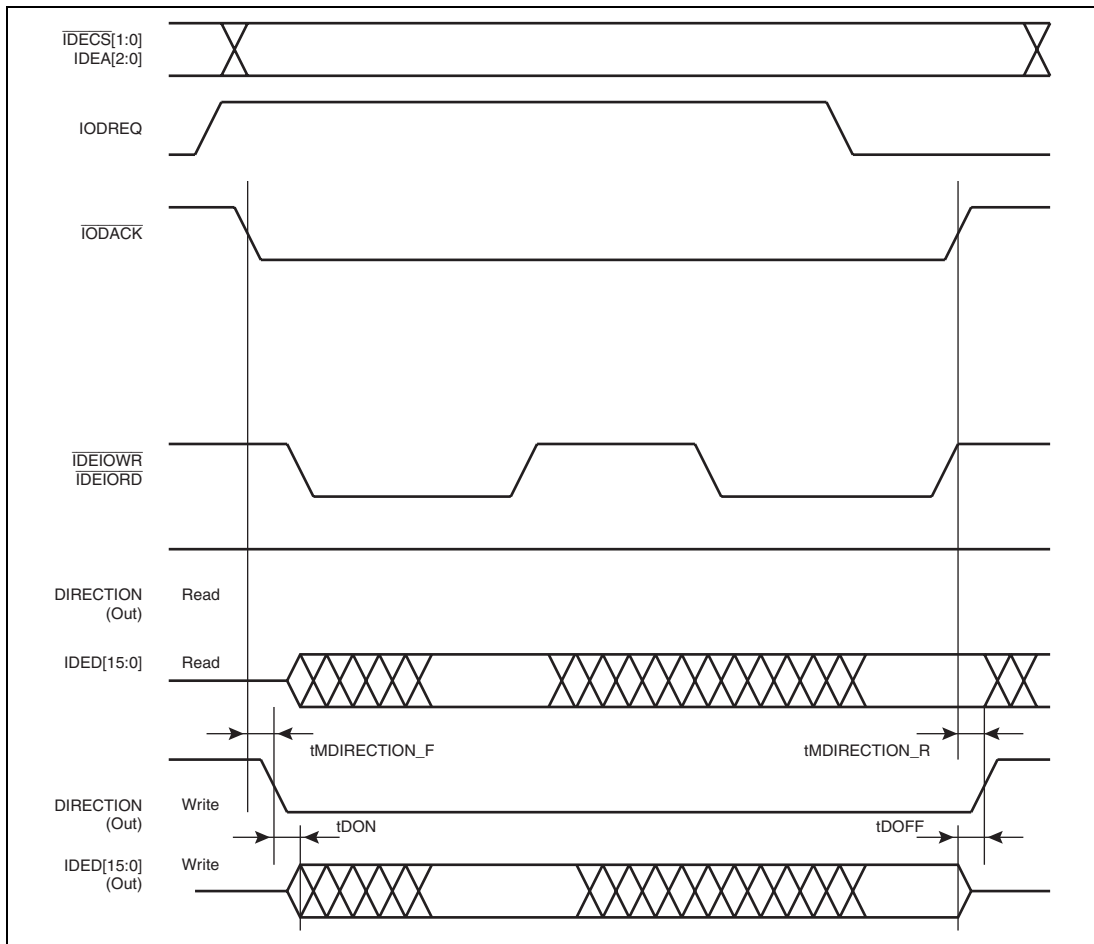 IDECS[1:0]
IDEA[2:0]
IODREQ
IODACK
IDEIOWR
IDEIORD
DIRECTION Read
(Out)
IDED[15:0] Read
tMDIRECTION_F tMDIRECTION_R
DIRECTION Write
(Out)
tDON tDOFF
IDED[15:0] Write
(Out)